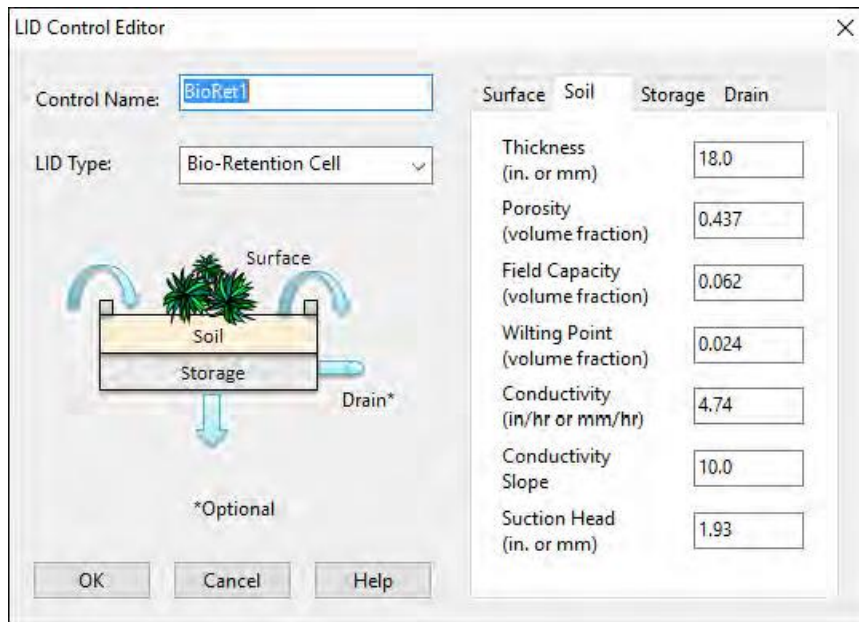 LID Control Editor
Control Name:
BioRet1
LID Type:
Bio-Retention Cell
Surface
Soil
Storage
Drain*
*Optional
OK
Cancel
Help
Surface
Soil
Storage
Drain
Thickness
(in. or mm)
18.0
Porosity
(volume fraction)
0.437
Field Capacity
(volume fraction)
0.062
Wilting Point
(volume fraction)
0.024
Conductivity
(in/hr or mm/hr)
4.74
Conductivity
Slope
10.0
Suction Head
(in. or mm)
1.93